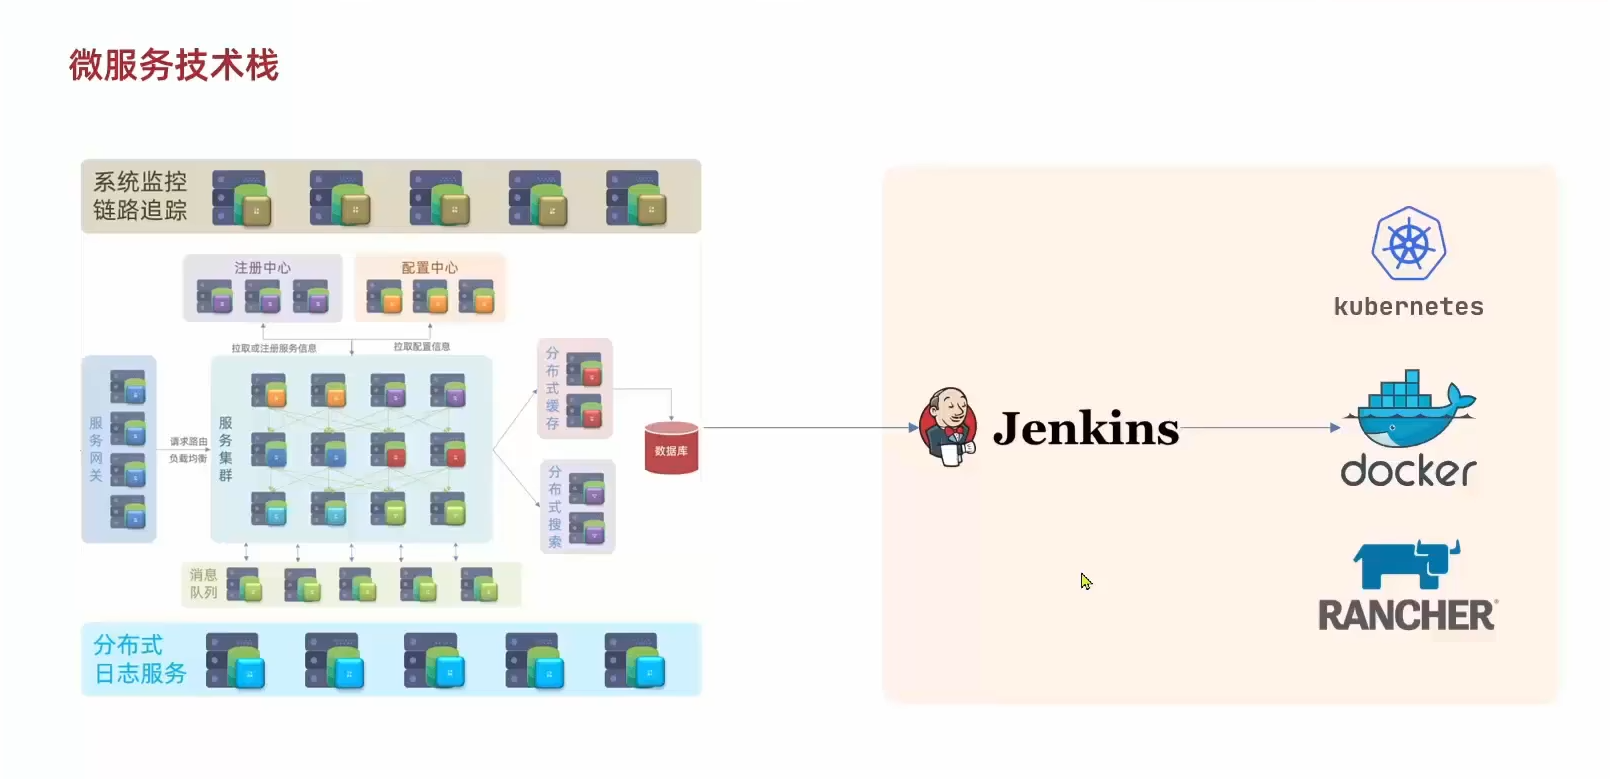 微服务技术栈
系统监控
链路追踪
注册中心
配置中心
拉取或注册服务信息
拉取配置信息
服务网关
请求路由
负载均衡
服务集群
分布式缓存
分布式搜索
数据库
消息
队列
分布式
日志服务
Jenkins
kubernetes
docker
RANCHER